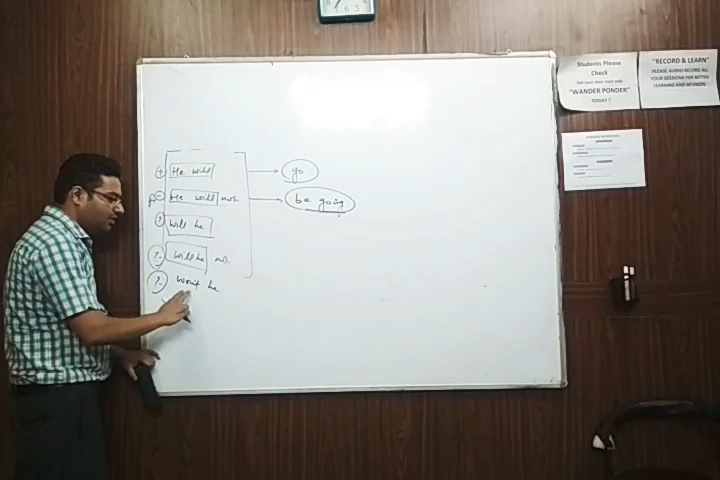 Students Please
Check
"WANDER PONDER"
TODAY !
"RECORD & LEARN"
PLEASE AUDIO RECORD ALL
YOUR SESSIONS FOR BETTER
LEARNING AND REVISION
+ He will go
- He will not. be going
? Will he
?- Will he not.
?- Won't he